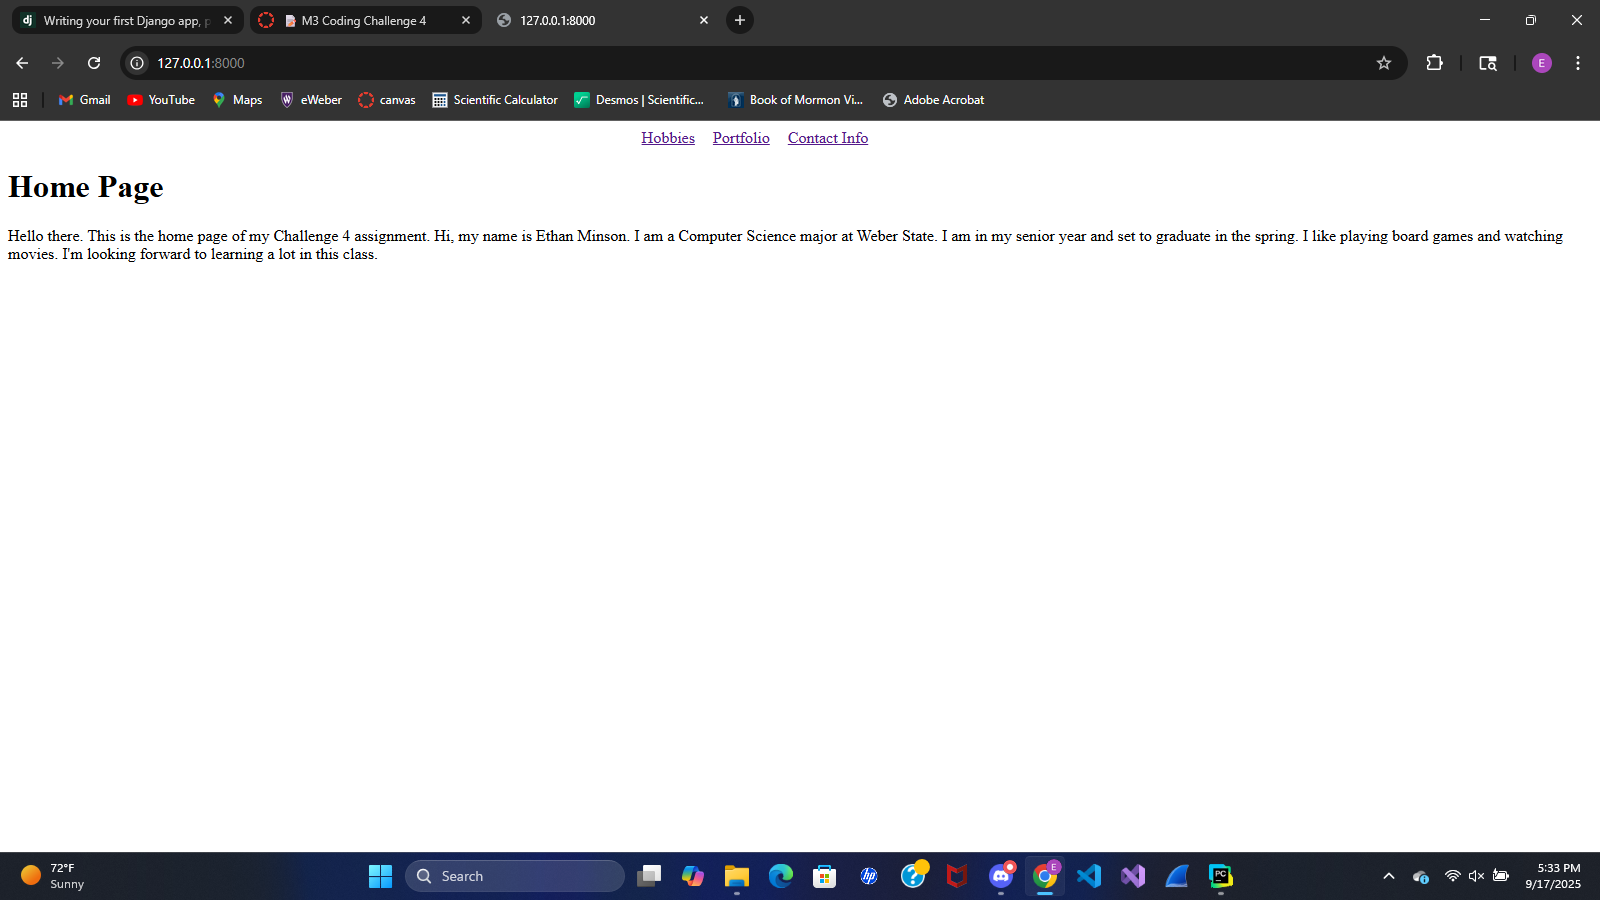 dj Writing your first Django app, p
M3 Coding Challenge 4
127.0.0.1:8000
E
127.0.0.1:8000
Gmail
YouTube
Maps
W eWeber
canvas
Scientific Calculator
Desmos | Scientific...
Book of Mormon Vi...
Adobe Acrobat
Hobbies Portfolio Contact Info
Home Page
Hello there. This is the home page of my Challenge 4 assignment. Hi, my name is Ethan Minson. I am a Computer Science major at Weber State. I am in my senior year and set to graduate in the spring. I like playing board games and watching
movies. I'm looking forward to learning a lot in this class.
72°F
Sunny
Search
hp
?
E
PC
5:33 PM
9/17/2025